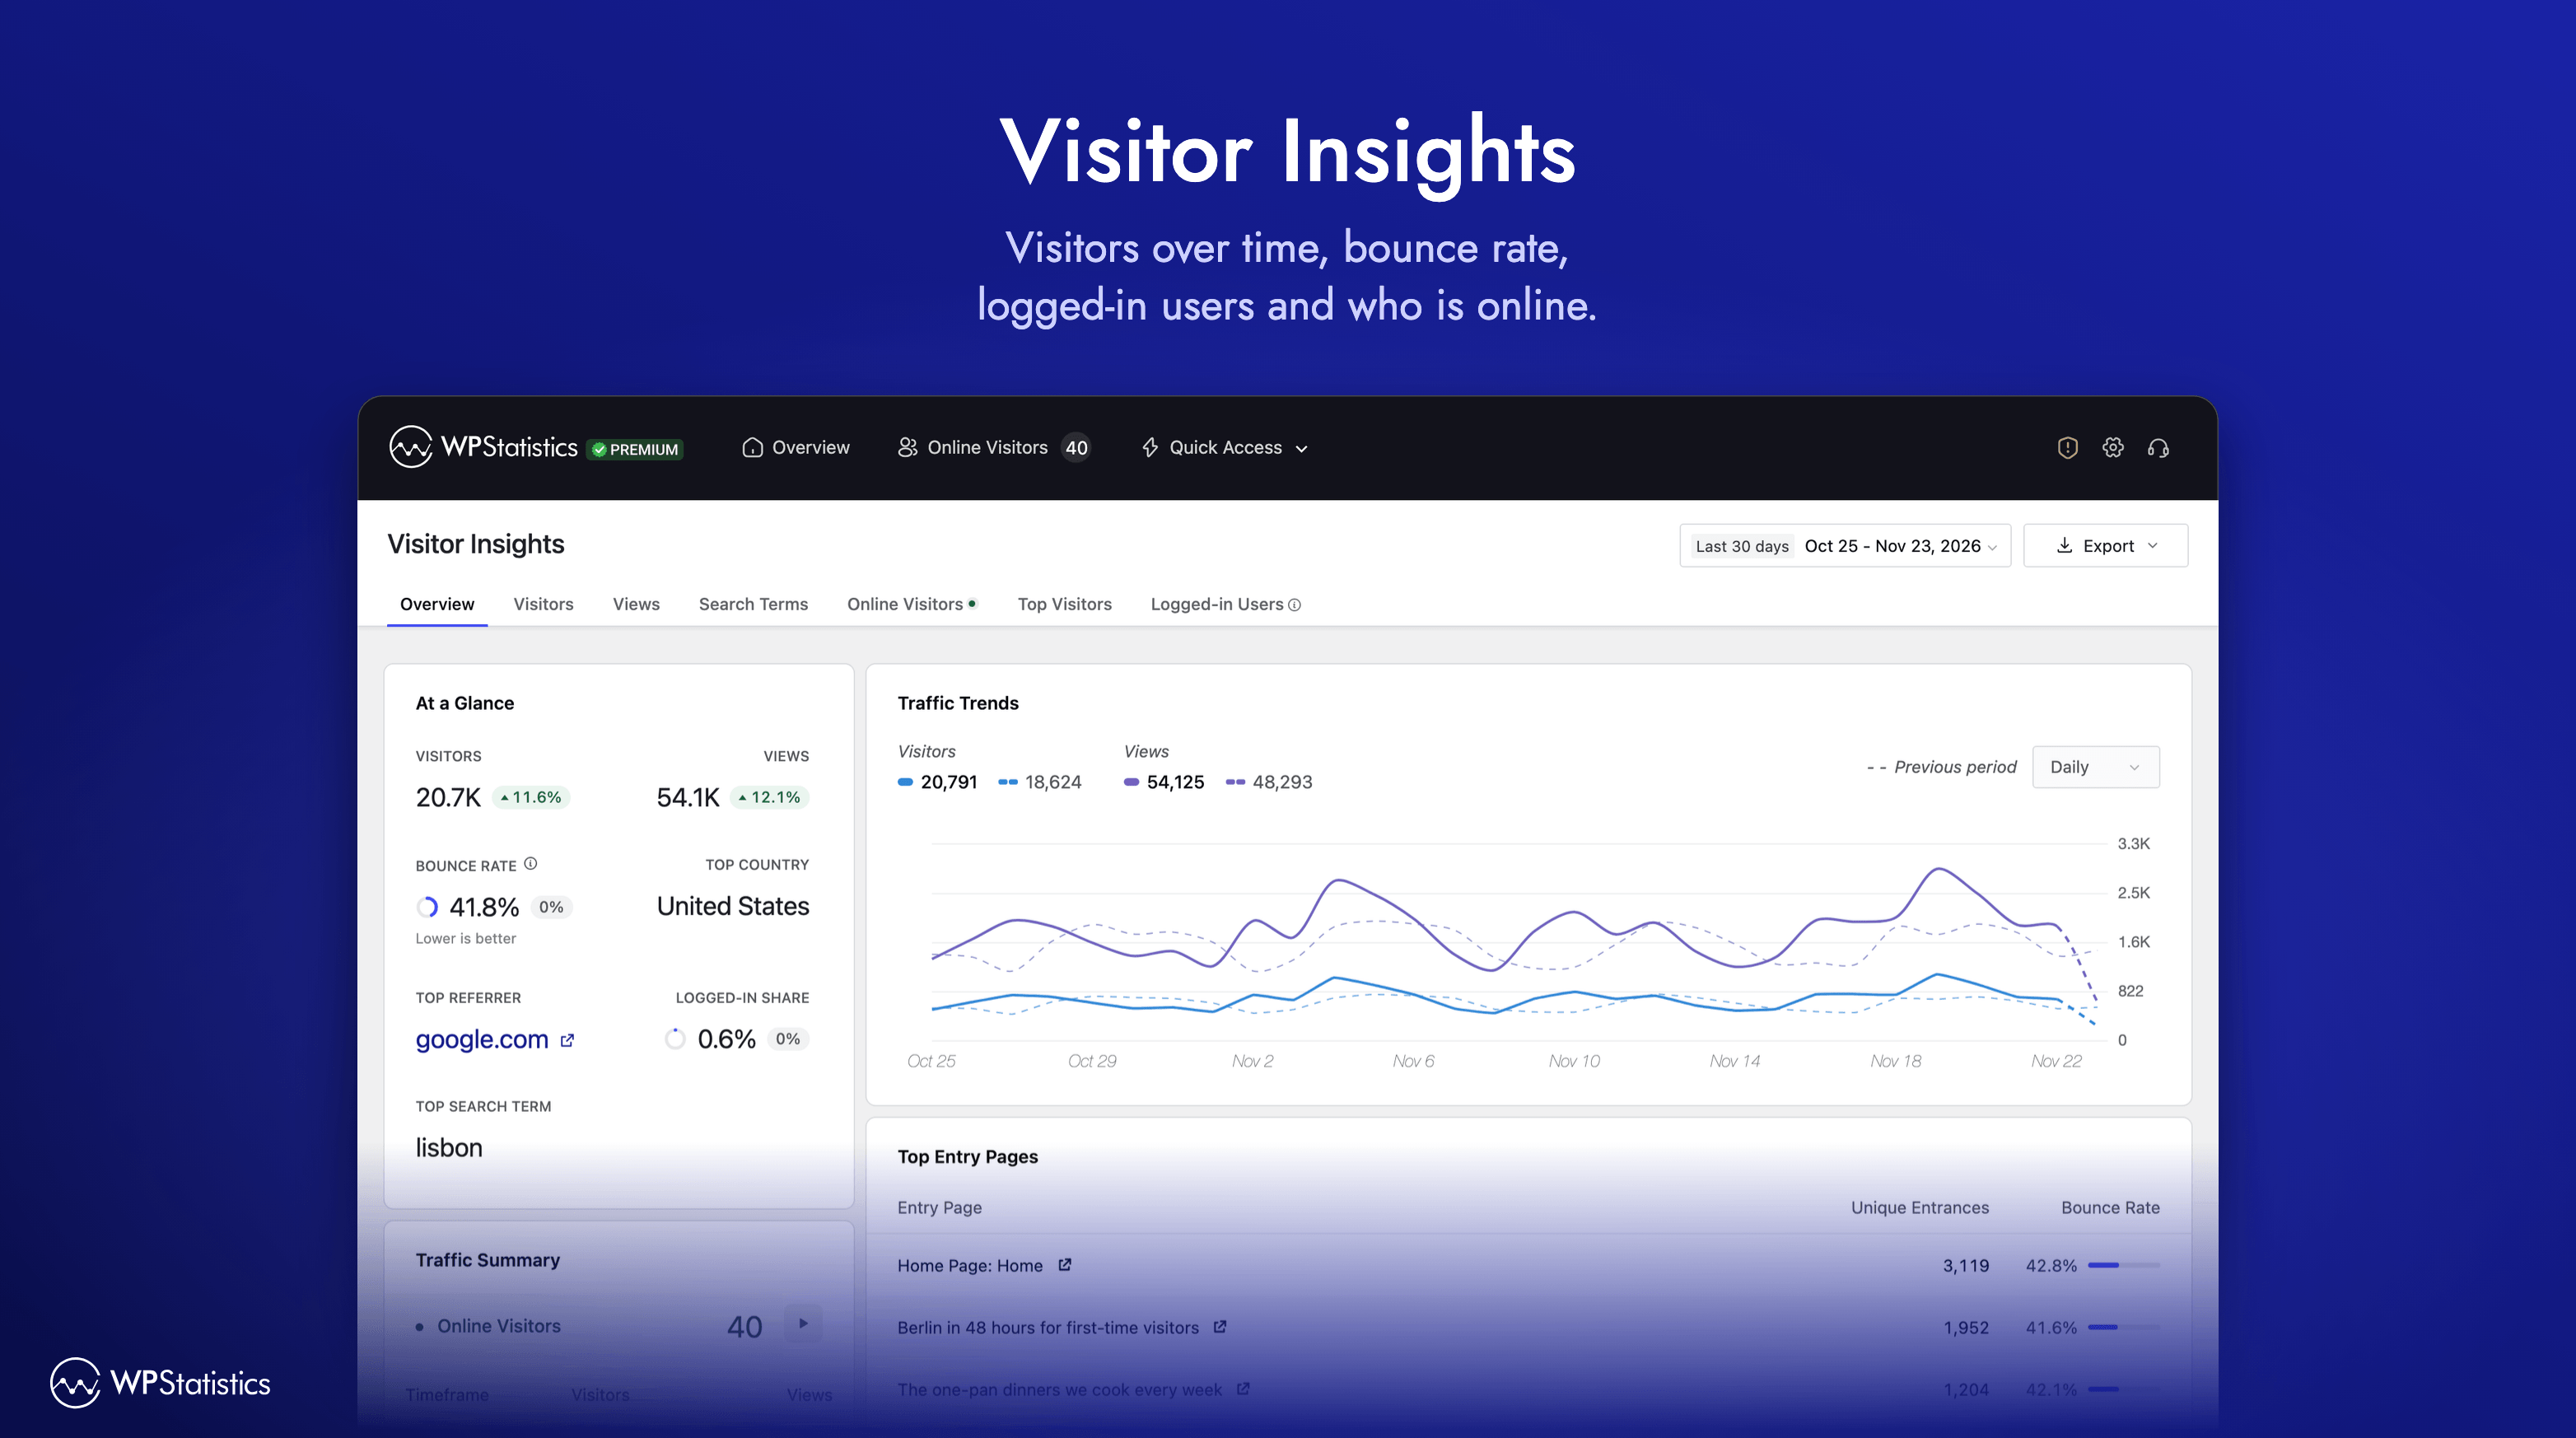 Visitor Insights
Visitors over time, bounce rate,
logged-in users and who is online.
WPStatistics PREMIUM Overview Online Visitors 40 Quick Access
Visitor Insights
Last 30 days Oct 25 - Nov 23, 2026 Export
Overview Visitors Views Search Terms Online Visitors Top Visitors Logged-in Users
At a Glance
VISITORS VIEWS
20.7K 11.6% 54.1K 12.1%
BOUNCE RATE TOP COUNTRY
41.8% 0% United States
Lower is better
TOP REFERRER LOGGED-IN SHARE
google.com 0.6% 0%
TOP SEARCH TERM
lisbon
Traffic Trends
Visitors Views
20,791 18,624 54,125 48,293
Previous period Daily
3.3K
2.5K
1.6K
822
0
Oct 25 Oct 29 Nov 2 Nov 6 Nov 10 Nov 14 Nov 18 Nov 22
Traffic Summary
Online Visitors 40
Timeframe Visitors Views
Top Entry Pages
Entry Page Unique Entrances Bounce Rate
Home Page: Home 3,119 42.8%
Berlin in 48 hours for first-time visitors 1,952 41.6%
The one-pan dinners we cook every week 1,204 42.1%
WPStatistics